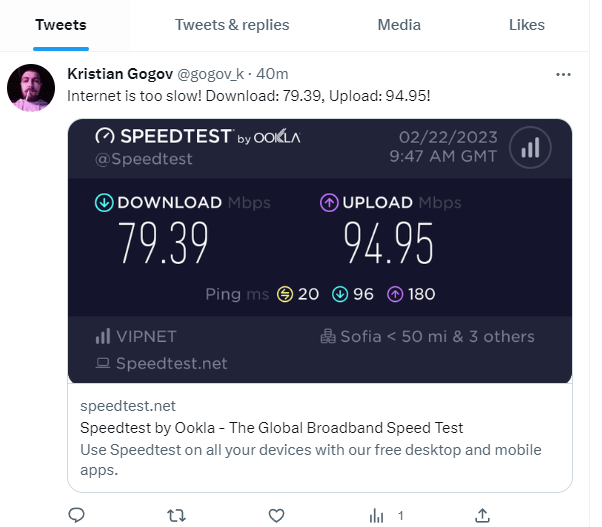 Tweets Tweets & replies Media Likes
Kristian Gogov @gogov_k · 40m
Internet is too slow! Download: 79.39, Upload: 94.95!
SPEEDTEST by OOKLA 02/22/2023
@Speedtest 9:47 AM GMT
DOWNLOAD Mbps UPLOAD Mbps
79.39 94.95
Ping ms 20 96 180
VIPNET Sofia < 50 mi & 3 others
Speedtest.net
speedtest.net
Speedtest by Ookla - The Global Broadband Speed Test
Use Speedtest on all your devices with our free desktop and mobile
apps.
1